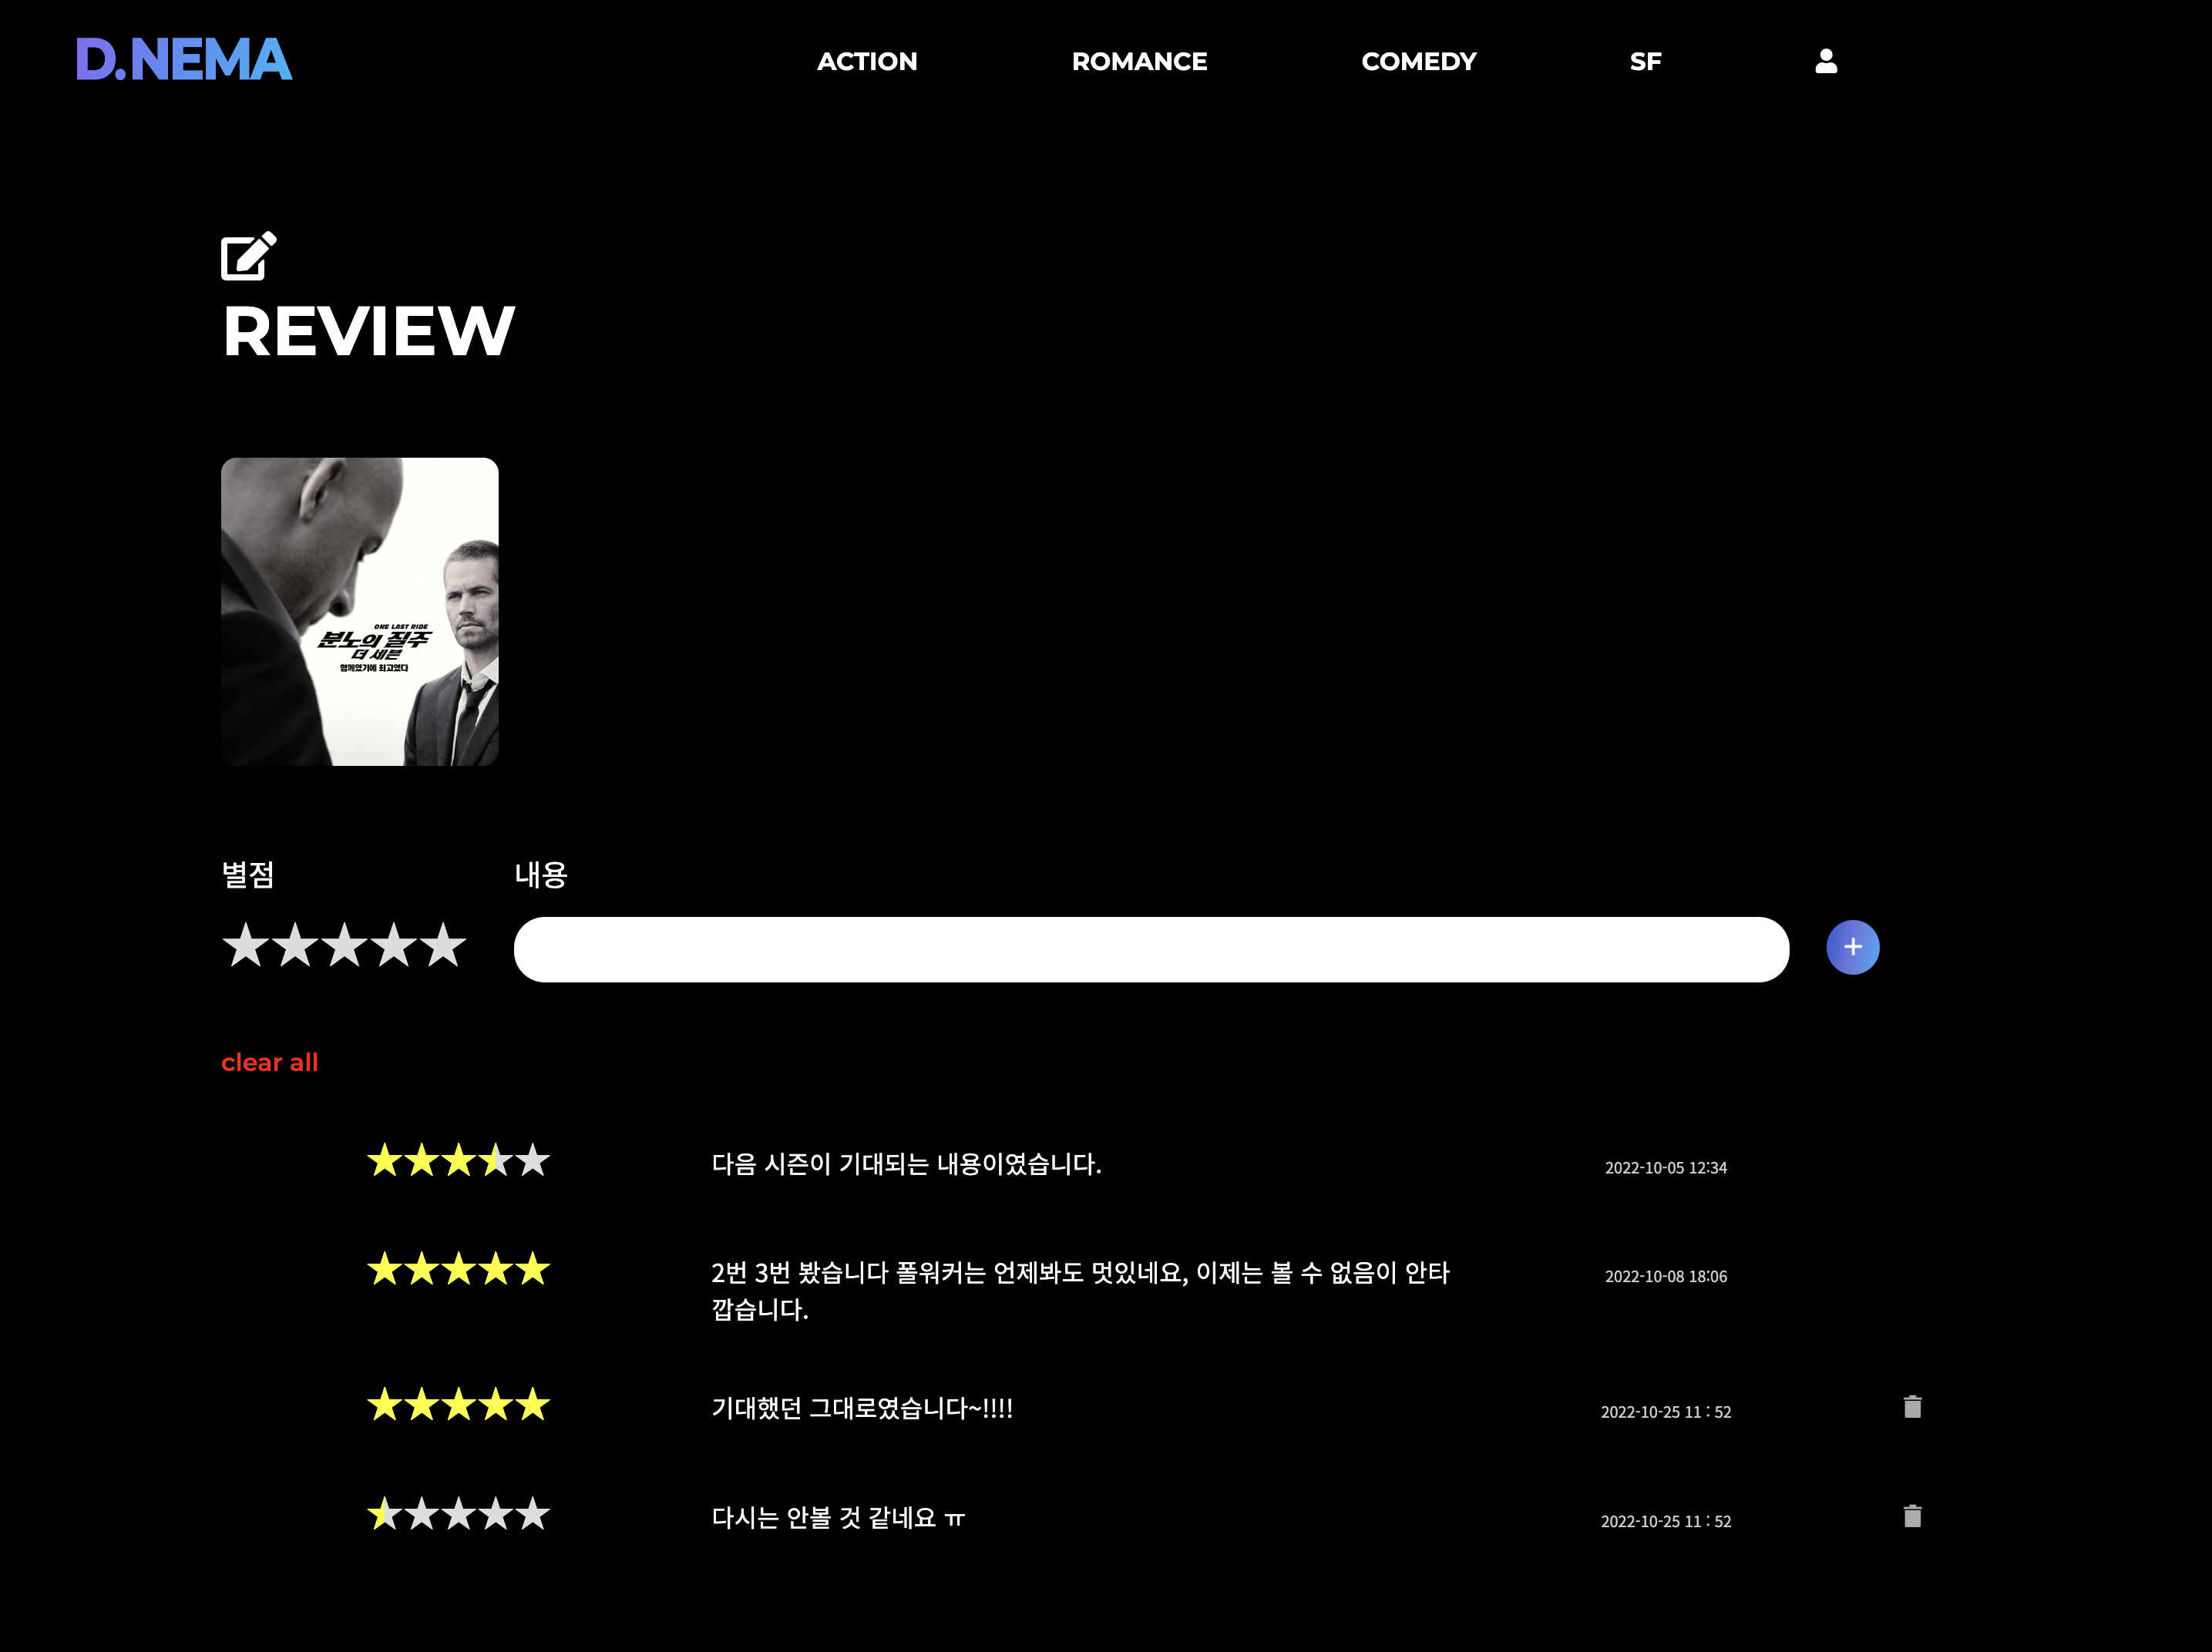 D.NEMA
ACTION
ROMANCE
COMEDY
SF
REVIEW
ONE LAST RIDE
분노의 질주
더 세븐
함께였기에 최고였다
별점
내용
+
clear all
다음 시즌이 기대되는 내용이였습니다.
2022-10-05 12:34
2번 3번 봤습니다 폴워커는 언제봐도 멋있네요, 이제는 볼 수 없음이 안타
깝습니다.
2022-10-08 18:06
기대했던 그대로였습니다~!!!!
2022-10-25 11 : 52
다시는 안볼 것 같네요 ㅠ
2022-10-25 11 : 52